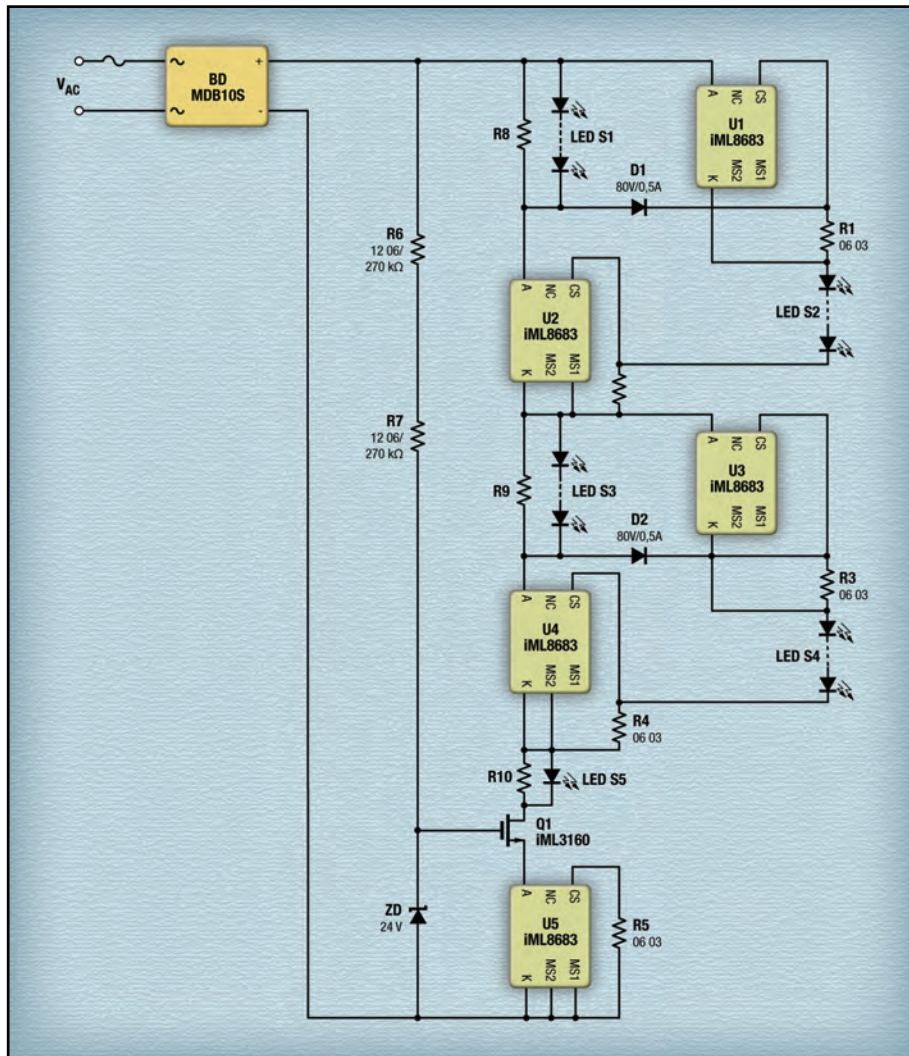 V_AC
~
~
+
-
BD
MDB10S
R6
12 06/
270 kΩ
R7
12 06/
270 kΩ
ZD
24 V
R8
LED S1
D1
80V/0,5A
A
NC
CS
U1
iML8683
K
MS2
MS1
R1
06 03
LED S2
A
NC
CS
U2
iML8683
K
MS2
MS1
R9
LED S3
D2
80V/0,5A
A
NC
CS
U3
iML8683
K
MS2
MS1
R3
06 03
LED S4
A
NC
CS
U4
iML8683
K
MS2
MS1
R4
06 03
R10
LED S5
Q1
iML3160
A
NC
CS
U5
iML8683
K
MS2
MS1
R5
06 03